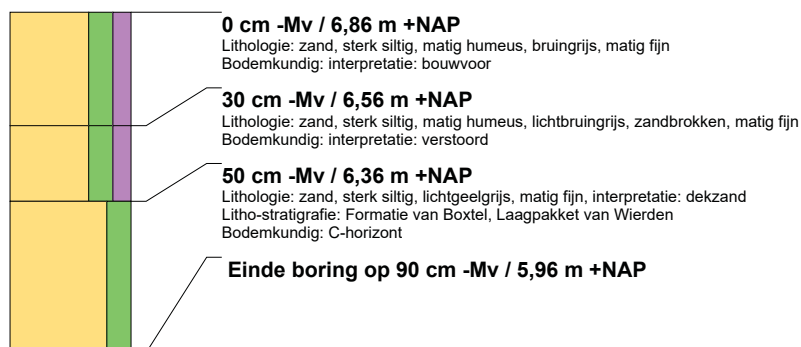 0 cm -Mv / 6,86 m +NAP
Lithologie: zand, sterk siltig, matig humeus, bruingrijs, matig fijn
Bodemkundig: interpretatie: bouwvoor
30 cm -Mv / 6,56 m +NAP
Lithologie: zand, sterk siltig, matig humeus, lichtbruingrijs, zandbrokken, matig fijn
Bodemkundig: interpretatie: verstoord
50 cm -Mv / 6,36 m +NAP
Lithologie: zand, sterk siltig, lichtgeelgrijs, matig fijn, interpretatie: dekzand
Litho-stratigrafie: Formatie van Boxtel, Laagpakket van Wierden
Bodemkundig: C-horizont
Einde boring op 90 cm -Mv / 5,96 m +NAP